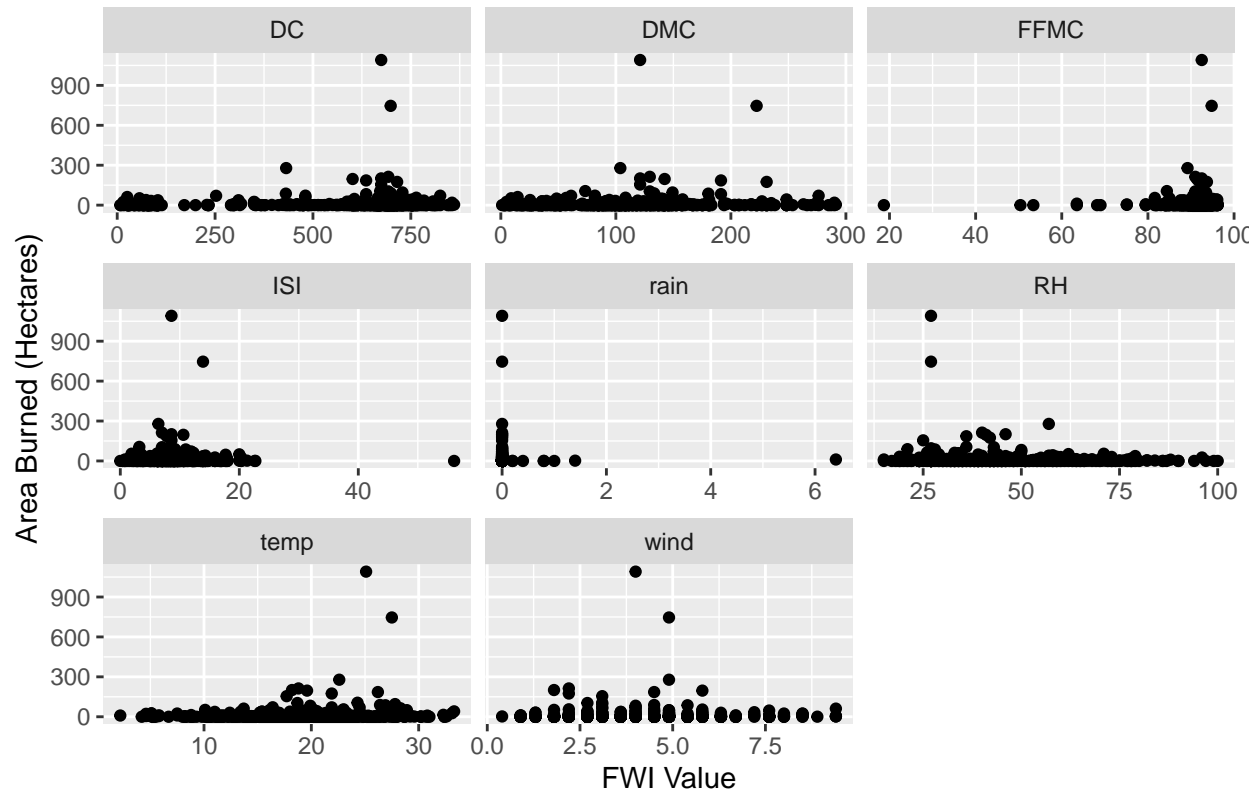 DC DMC FFMC
900
600
300
0
0 250 500 750 0 100 200 300 20 40 60 80 100
ISI rain RH
900
600
300
0
0 20 40 0 2 4 6 25 50 75 100
temp wind
900
600
300
0
10 20 30 0.0 2.5 5.0 7.5
Area Burned (Hectares)
FWI Value